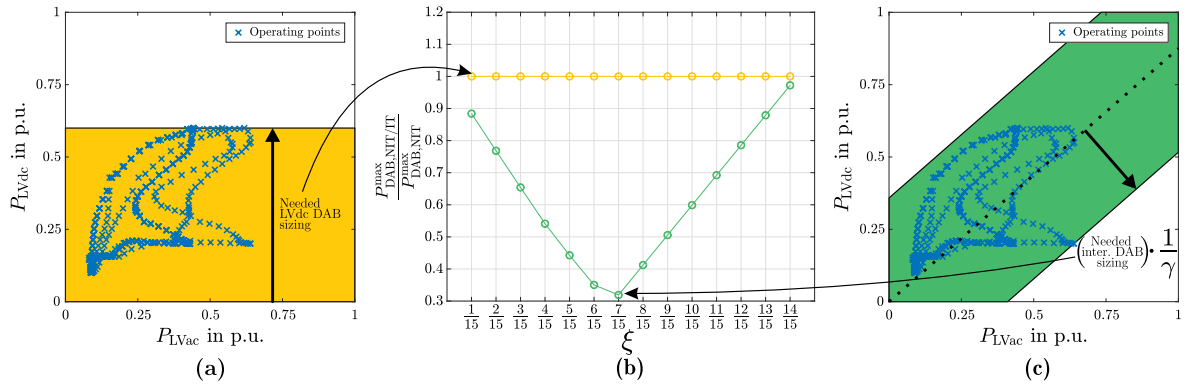 1
0.75
0.5
0.25
0
P_LVdc in p.u.
× Operating points
Needed
LVdc DAB
sizing
0 0.25 0.5 0.75 1
P_LVac in p.u.
(a)
1.2
1.1
1
0.9
0.8
0.7
0.6
0.5
0.4
0.3
P^max_DAB,NIT/IT
P^max_DAB,NIT
1/15 2/15 3/15 4/15 5/15 6/15 7/15 8/15 9/15 10/15 11/15 12/15 13/15 14/15
ξ
(b)
1
0.75
0.5
0.25
0
P_LVdc in p.u.
× Operating points
(Needed
inter. DAB
sizing) · 1/γ
0 0.25 0.5 0.75 1
P_LVac in p.u.
(c)